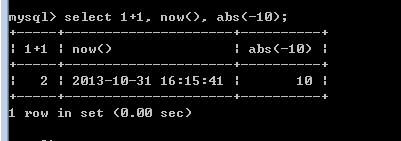 mysql> select 1+1, now(), abs(-10);
+-----+---------------------+----------+
| 1+1 | now()               | abs(-10) |
+-----+---------------------+----------+
|   2 | 2013-10-31 16:15:41 |       10 |
+-----+---------------------+----------+
1 row in set (0.00 sec)